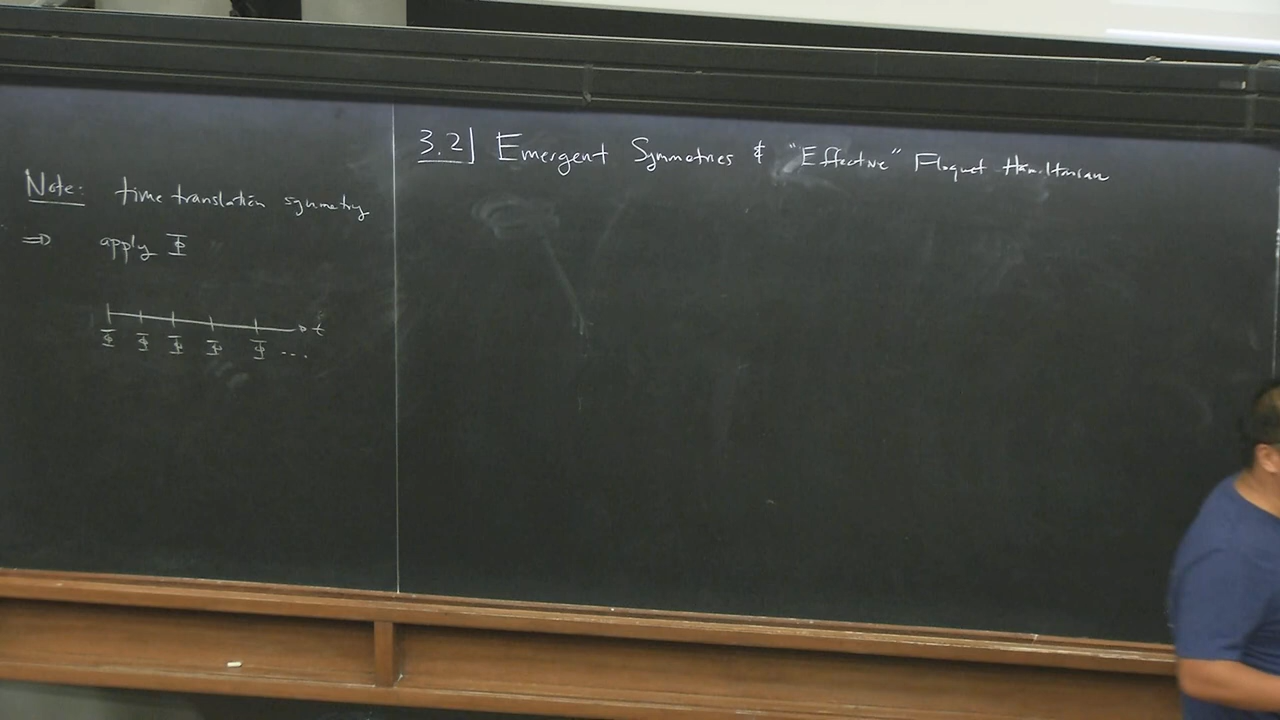 Note: time translation symmetry
⇒ apply Φ
t
Φ Φ Φ Φ Φ ...
3.2] Emergent Symmetries & "Effective" Floquet Hamiltonian